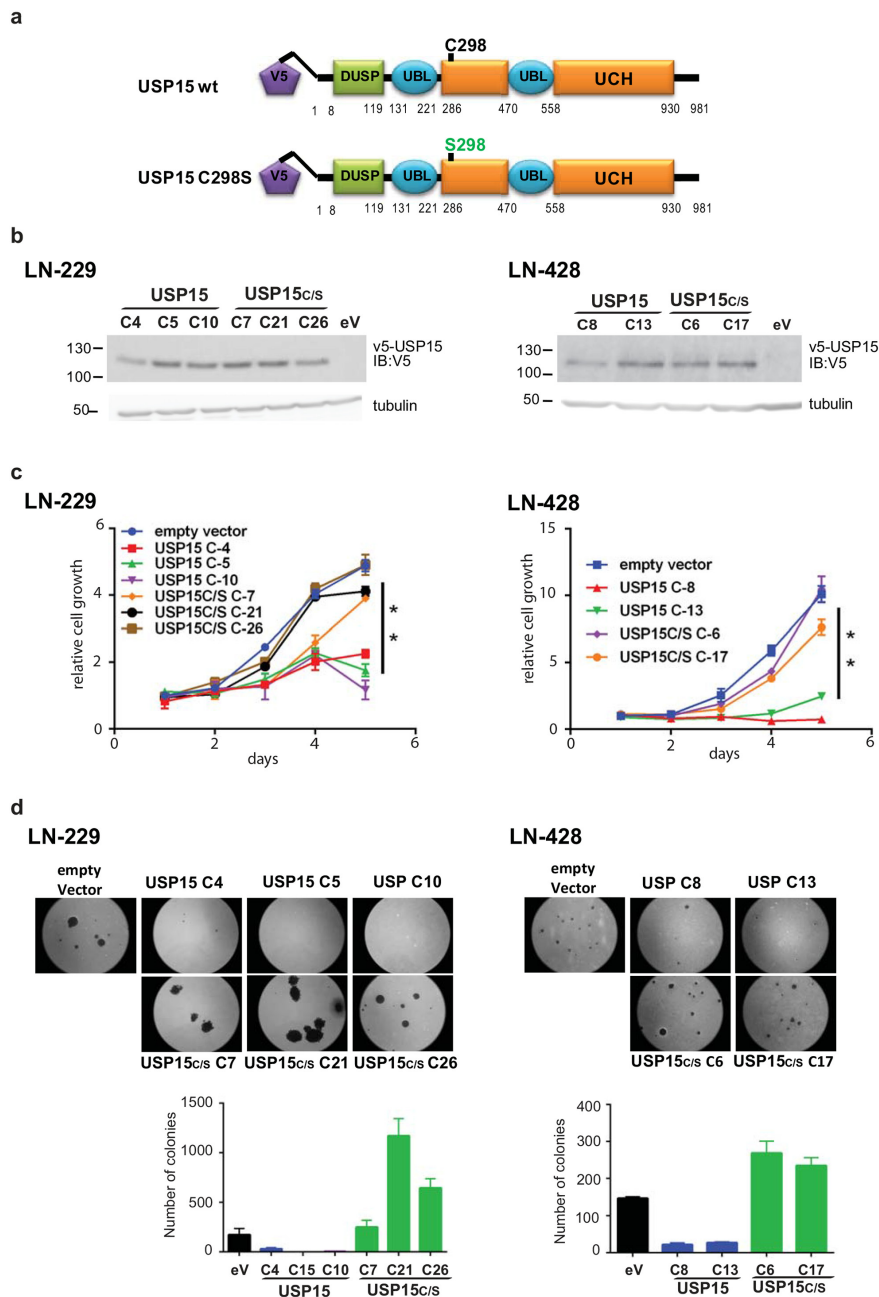 a
C298
USP15 wt
V5
DUSP
UBL
UBL
UCH
1 8 119 131 221 286 470 558 930 981
S298
USP15 C298S
V5
DUSP
UBL
UBL
UCH
1 8 119 131 221 286 470 558 930 981
b
LN-229
USP15 USP15C/S
C4 C5 C10 C7 C21 C26 eV
130
100
50
v5-USP15
IB:V5
tubulin
LN-428
USP15 USP15C/S
C8 C13 C6 C17 eV
130
100
50
v5-USP15
IB:V5
tubulin
c
LN-229
relative cell growth
6
4
2
0
0 2 4 6
days
empty vector
USP15 C-4
USP15 C-5
USP15 C-10
USP15C/S C-7
USP15C/S C-21
USP15C/S C-26
*
*
LN-428
relative cell growth
15
10
5
0
0 2 4 6
days
empty vector
USP15 C-8
USP15 C-13
USP15C/S C-6
USP15C/S C-17
*
*
d
LN-229
empty
Vector
USP15 C4 USP15 C5 USP C10
USP15C/S C7 USP15C/S C21 USP15C/S C26
Number of colonies
1500
1000
500
0
eV C4 C15 C10 C7 C21 C26
USP15 USP15C/S
LN-428
empty
Vector
USP C8 USP C13
USP15C/S C6 USP15C/S C17
Number of colonies
400
300
200
100
0
eV C8 C13 C6 C17
USP15 USP15C/S